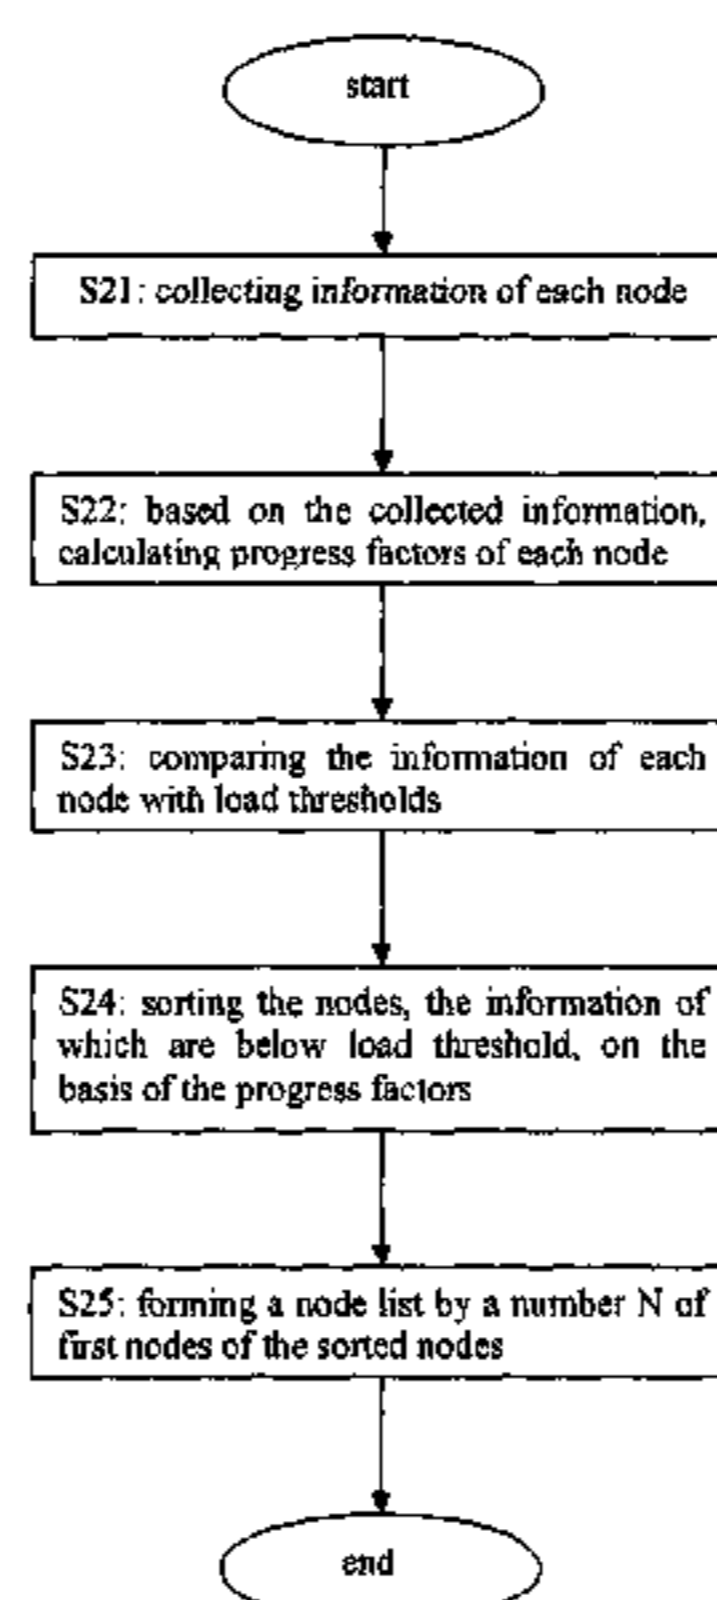 start
S21: collecting information of each node
S22: based on the collected information,
calculating progress factors of each node
S23: comparing the information of each
node with load thresholds
S24: sorting the nodes, the information of
which are below load threshold, on the
basis of the progress factors
S25: forming a node list by a number N of
first nodes of the sorted nodes
end